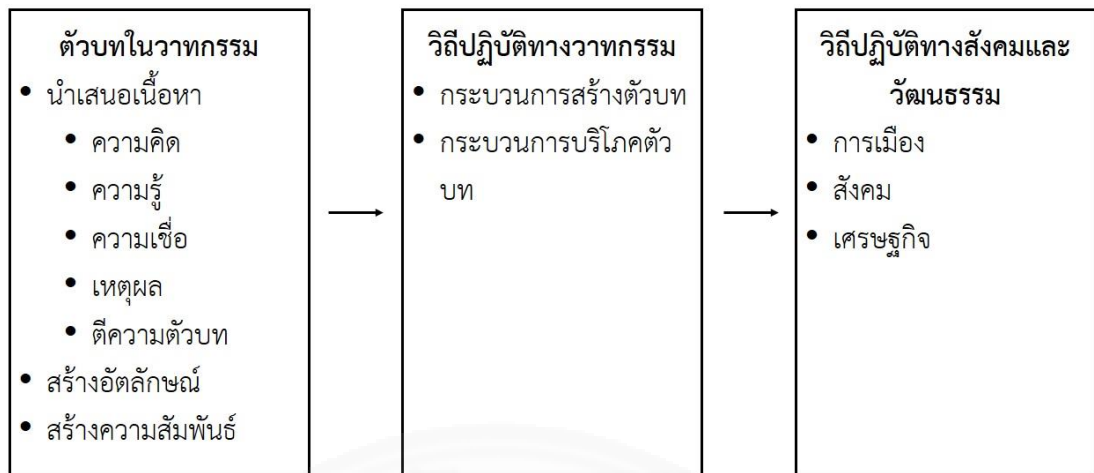 ตัวบทในวาทกรรม
• นำเสนอเนื้อหา
• ความคิด
• ความรู้
• ความเชื่อ
• เหตุผล
• ตีความตัวบท
• สร้างอัตลักษณ์
• สร้างความสัมพันธ์
วิถีปฏิบัติทางวาทกรรม
• กระบวนการสร้างตัวบท
• กระบวนการบริโภคตัว
บท
วิถีปฏิบัติทางสังคมและ
วัฒนธรรม
• การเมือง
• สังคม
• เศรษฐกิจ